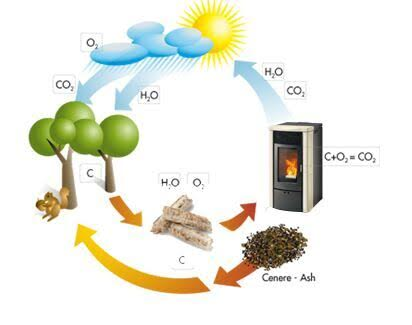 O₂
CO₂
H₂O
H₂O
CO₂
C+O₂ = CO₂
C
H₂O O₂
C
Cenere - Ash